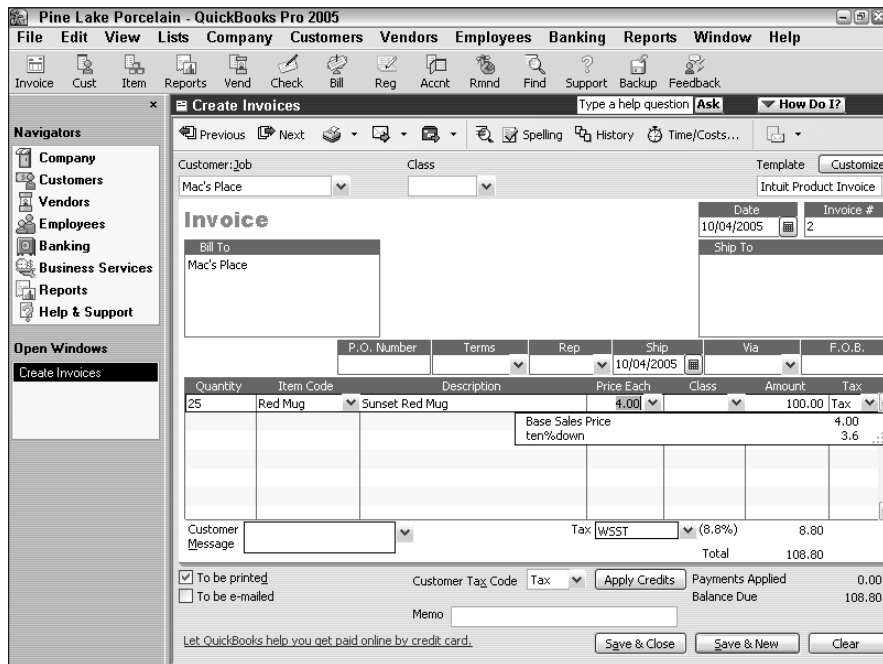 Pine Lake Porcelain - QuickBooks Pro 2005
File Edit View Lists Company Customers Vendors Employees Banking Reports Window Help
Invoice Cust Item Reports Vend Check Bill Reg Accnt Rmnd Find Support Backup Feedback
Create Invoices Type a help question Ask How Do I?
Navigators
Company
Customers
Vendors
Employees
Banking
Business Services
Reports
Help & Support
Open Windows
Create Invoices
Previous Next Spelling History Time/Costs...
Customer:Job Class Template Customize
Mac's Place Intuit Product Invoice
Invoice
Date Invoice #
10/04/2005 2
Bill To Ship To
Mac's Place
P.O. Number Terms Rep Ship Via F.O.B.
10/04/2005
Quantity Item Code Description Price Each Class Amount Tax
25 Red Mug Sunset Red Mug 4.00 100.00 Tax
Base Sales Price 4.00
ten%down 3.6
Customer Message Tax WSST (8.8%) 8.80
Total 108.80
To be printed Customer Tax Code Tax Apply Credits Payments Applied 0.00
To be e-mailed Balance Due 108.80
Memo
Let QuickBooks help you get paid online by credit card. Save & Close Save & New Clear